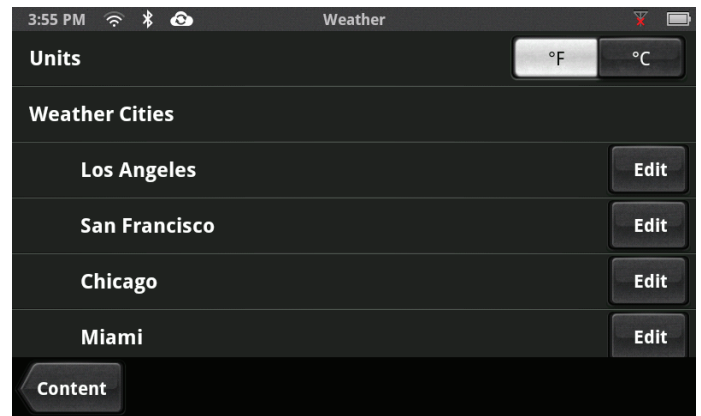 3:55 PM Weather
Units °F °C
Weather Cities
Los Angeles Edit
San Francisco Edit
Chicago Edit
Miami Edit
Content